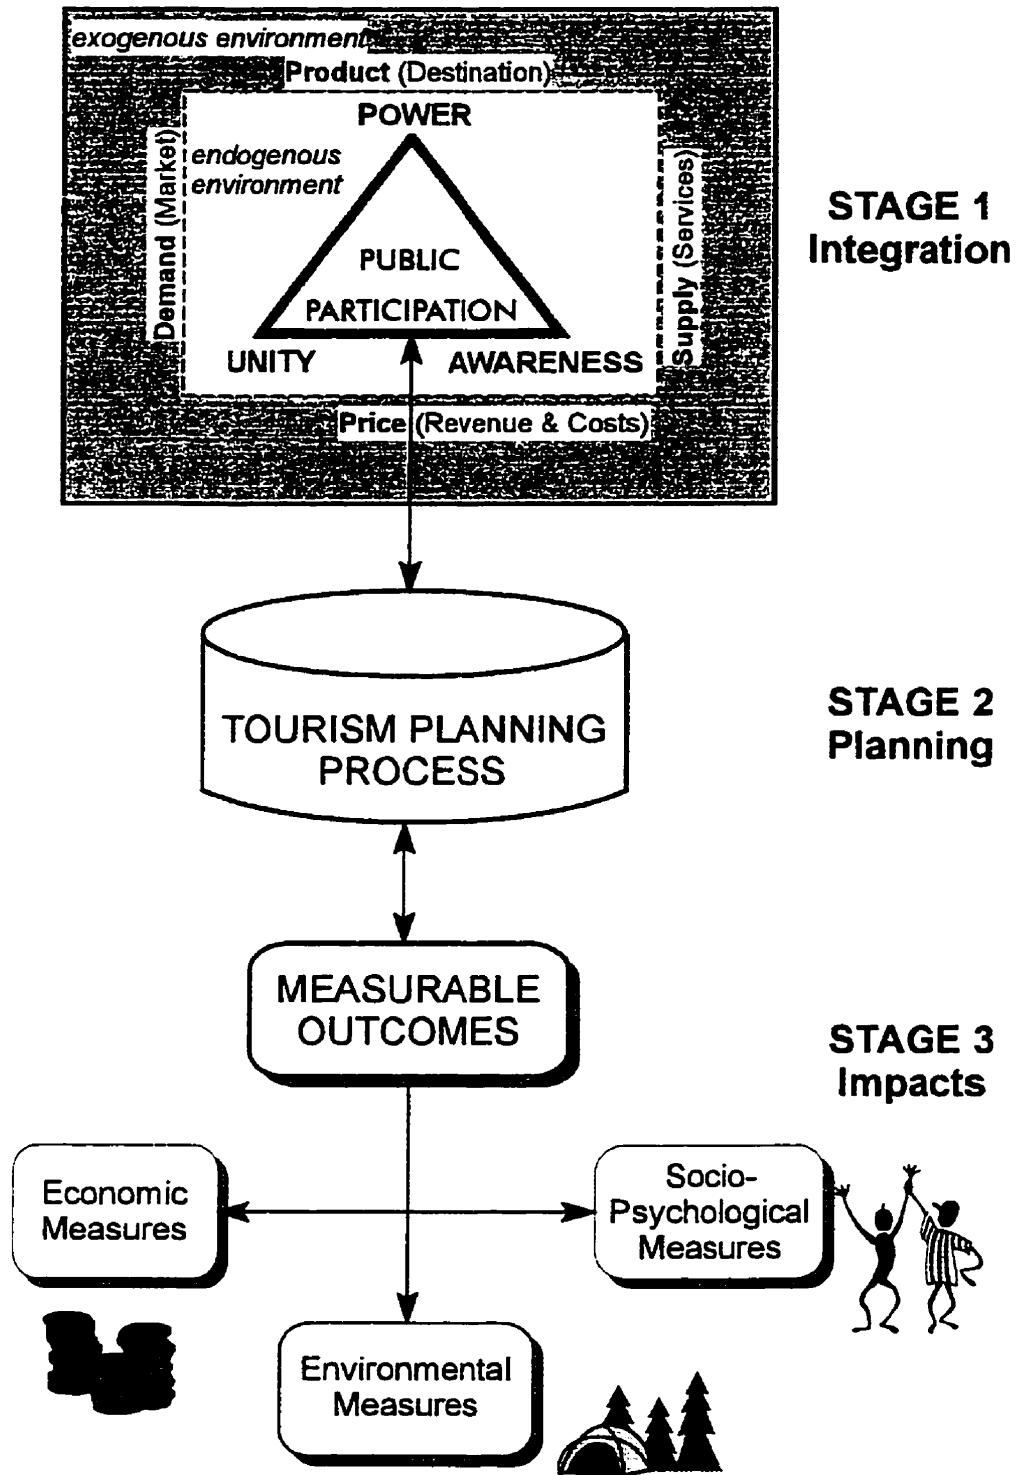 exogenous environment
Product (Destination)
POWER
endogenous
environment
Demand (Market)
Supply (Services)
PUBLIC
PARTICIPATION
UNITY
AWARENESS
Price (Revenue & Costs)
STAGE 1
Integration
TOURISM PLANNING
PROCESS
STAGE 2
Planning
MEASURABLE
OUTCOMES
STAGE 3
Impacts
Economic
Measures
Socio-
Psychological
Measures
Environmental
Measures